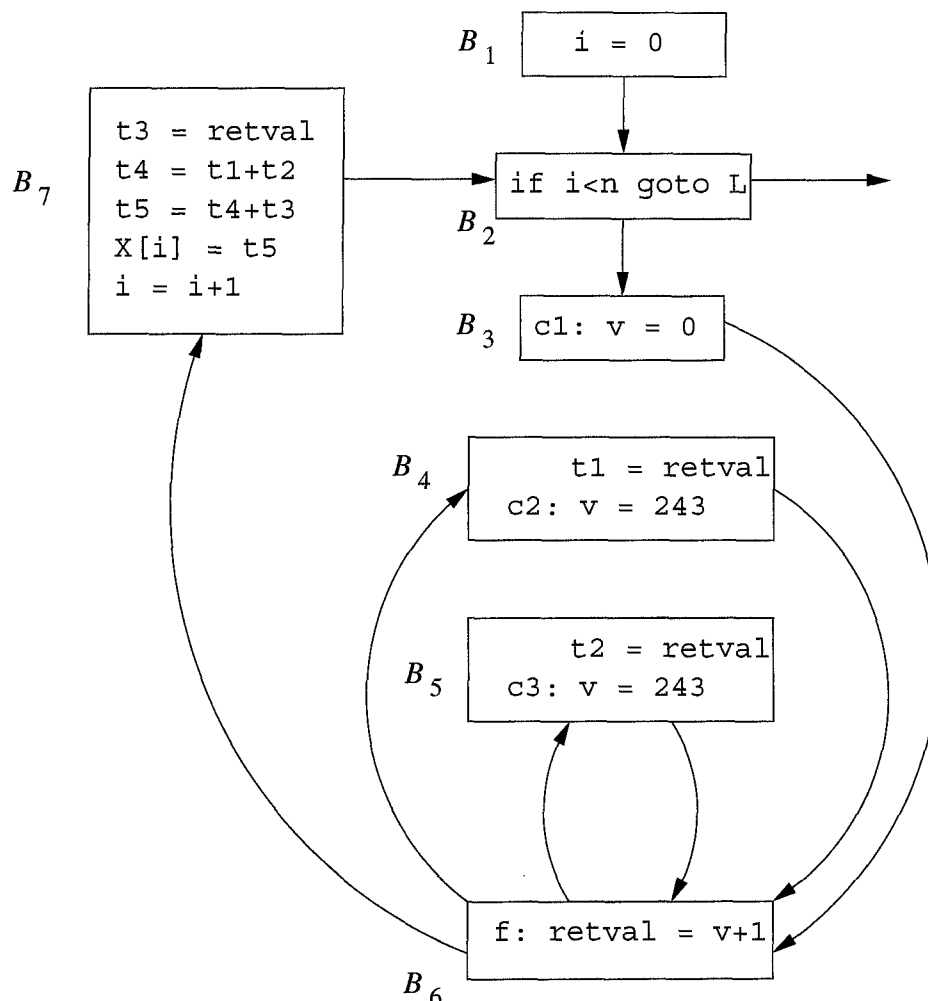 B1
i = 0
B7
t3 = retval
t4 = t1+t2
t5 = t4+t3
X[i] = t5
i = i+1
if i<n goto L
B2
B3
c1: v = 0
B4
t1 = retval
c2: v = 243
B5
t2 = retval
c3: v = 243
f: retval = v+1
B6